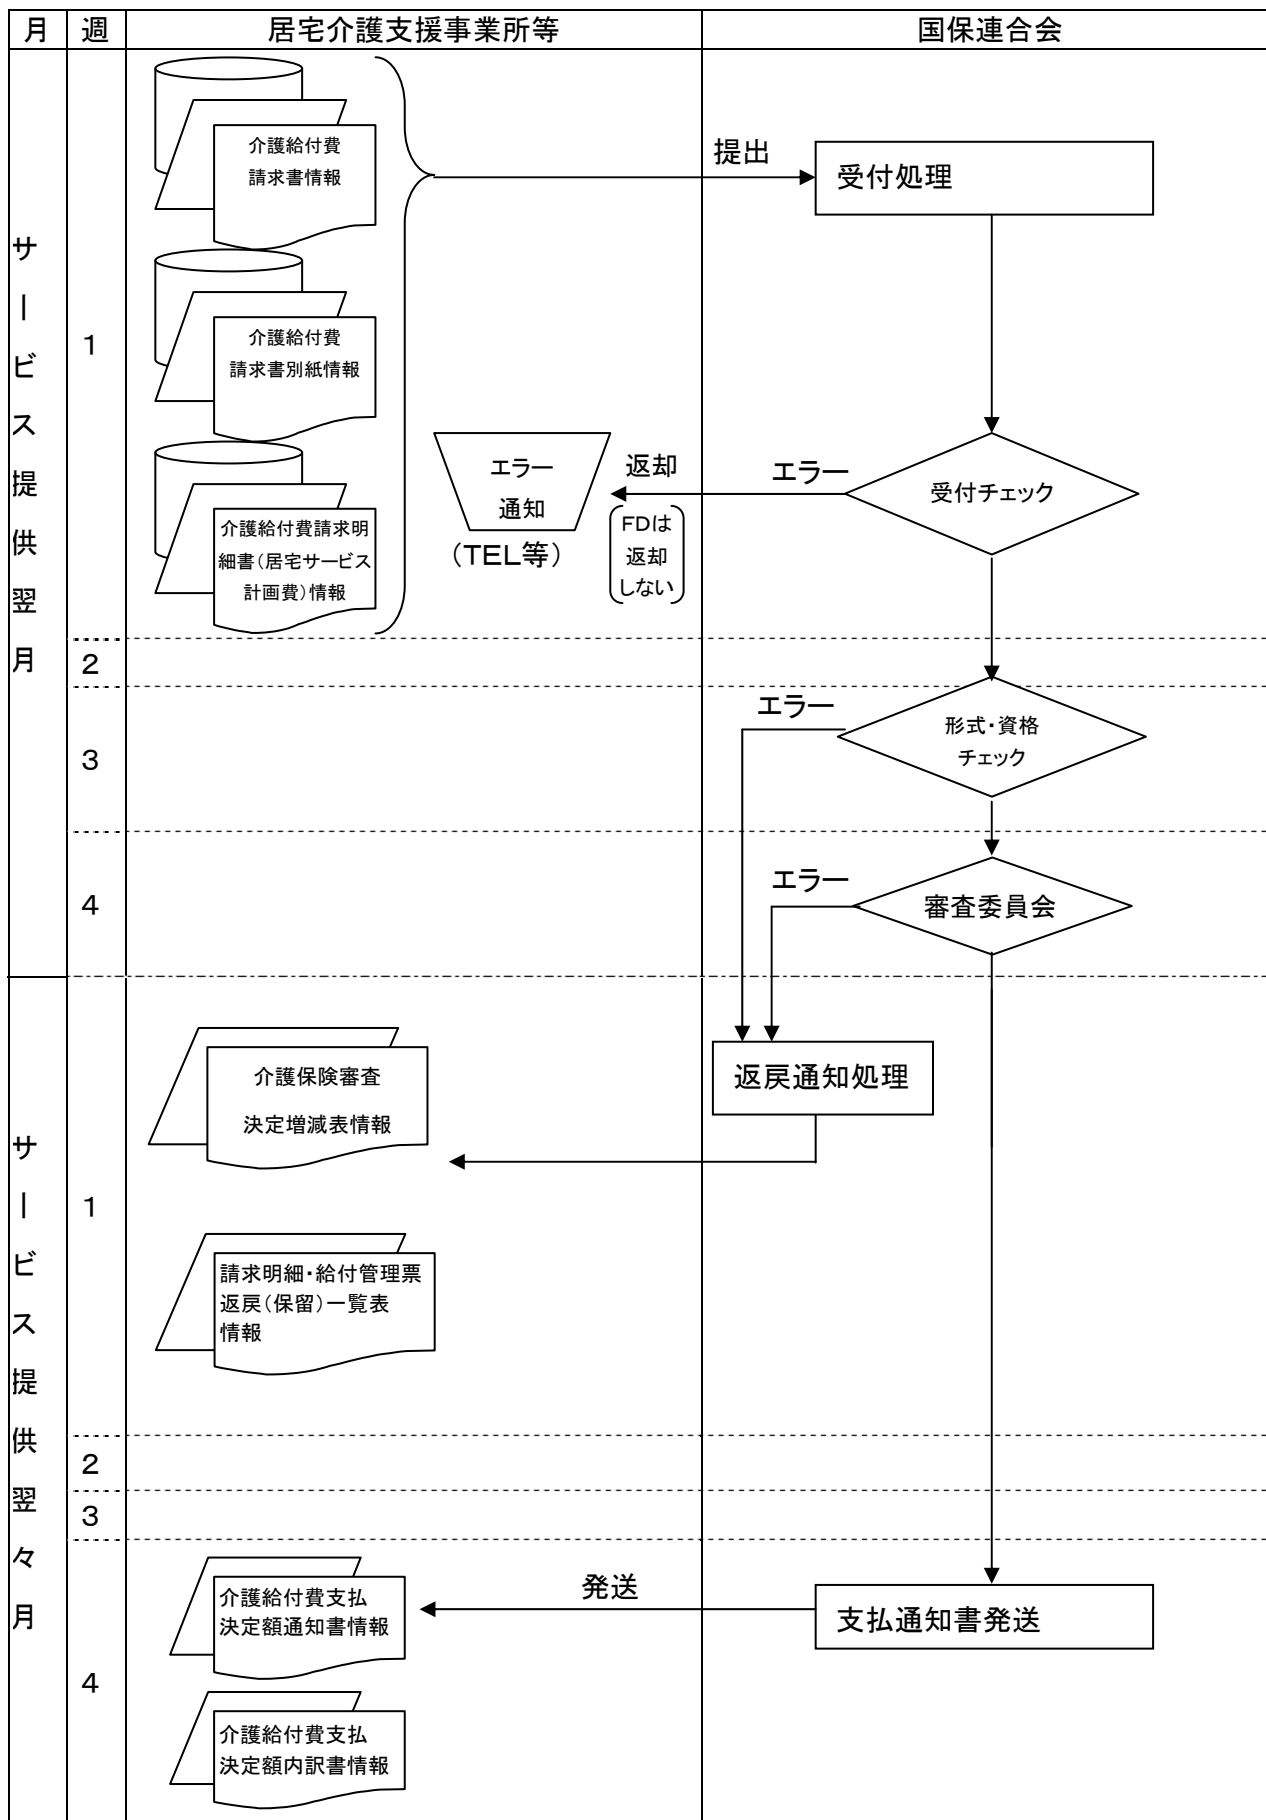 月 週 居宅介護支援事業所等 国保連合会
サービス提供翌月
1
介護給付費
請求書情報
提出
受付処理
介護給付費
請求書別紙情報
介護給付費請求明
細書(居宅サービス
計画費)情報
エラー
通知
(TEL等)
返却
FDは
返却
しない
エラー
受付チェック
2
3
エラー
形式・資格
チェック
4
エラー
審査委員会
サービス提供翌々月
1
介護保険審査
決定増減表情報
返戻通知処理
請求明細・給付管理票
返戻(保留)一覧表
情報
2
3
4
介護給付費支払
決定額通知書情報
発送
支払通知書発送
介護給付費支払
決定額内訳書情報